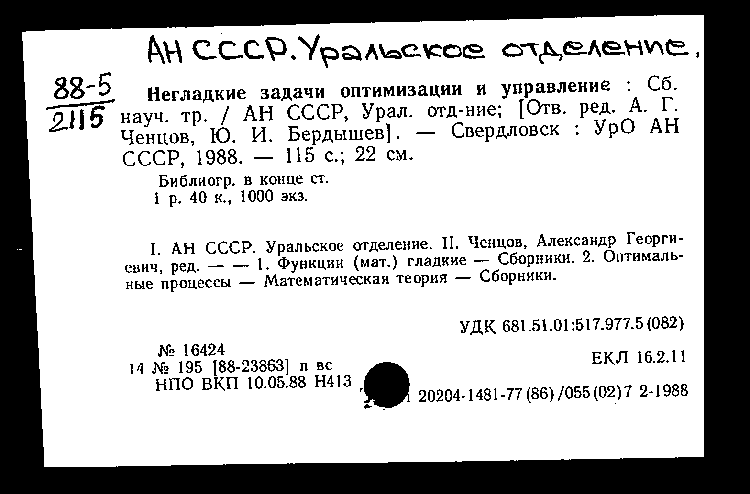 АН СССР. Уральское отделение.
88-5
2115
Негладкие задачи оптимизации и управление : Сб.
науч. тр. / АН СССР, Урал. отд-ние; [Отв. ред. А. Г.
Ченцов, Ю. И. Бердышев]. — Свердловск : УрО АН
СССР, 1988. — 115 с.; 22 см.
Библиогр. в конце ст.
1 р. 40 к., 1000 экз.
I. АН СССР. Уральское отделение. II. Ченцов, Александр Георги-
евич, ред. — — 1. Функции (мат.) гладкие — Сборники. 2. Оптималь-
ные процессы — Математическая теория — Сборники.
УДК 681.51.01:517.977.5(082)
№ 16424
14 № 195 [88-23863] п вс
ЕКЛ 16.2.11
НПО ВКП 10.05.88 Н413
20204-1481-77(86)/055(02)7 2-1988